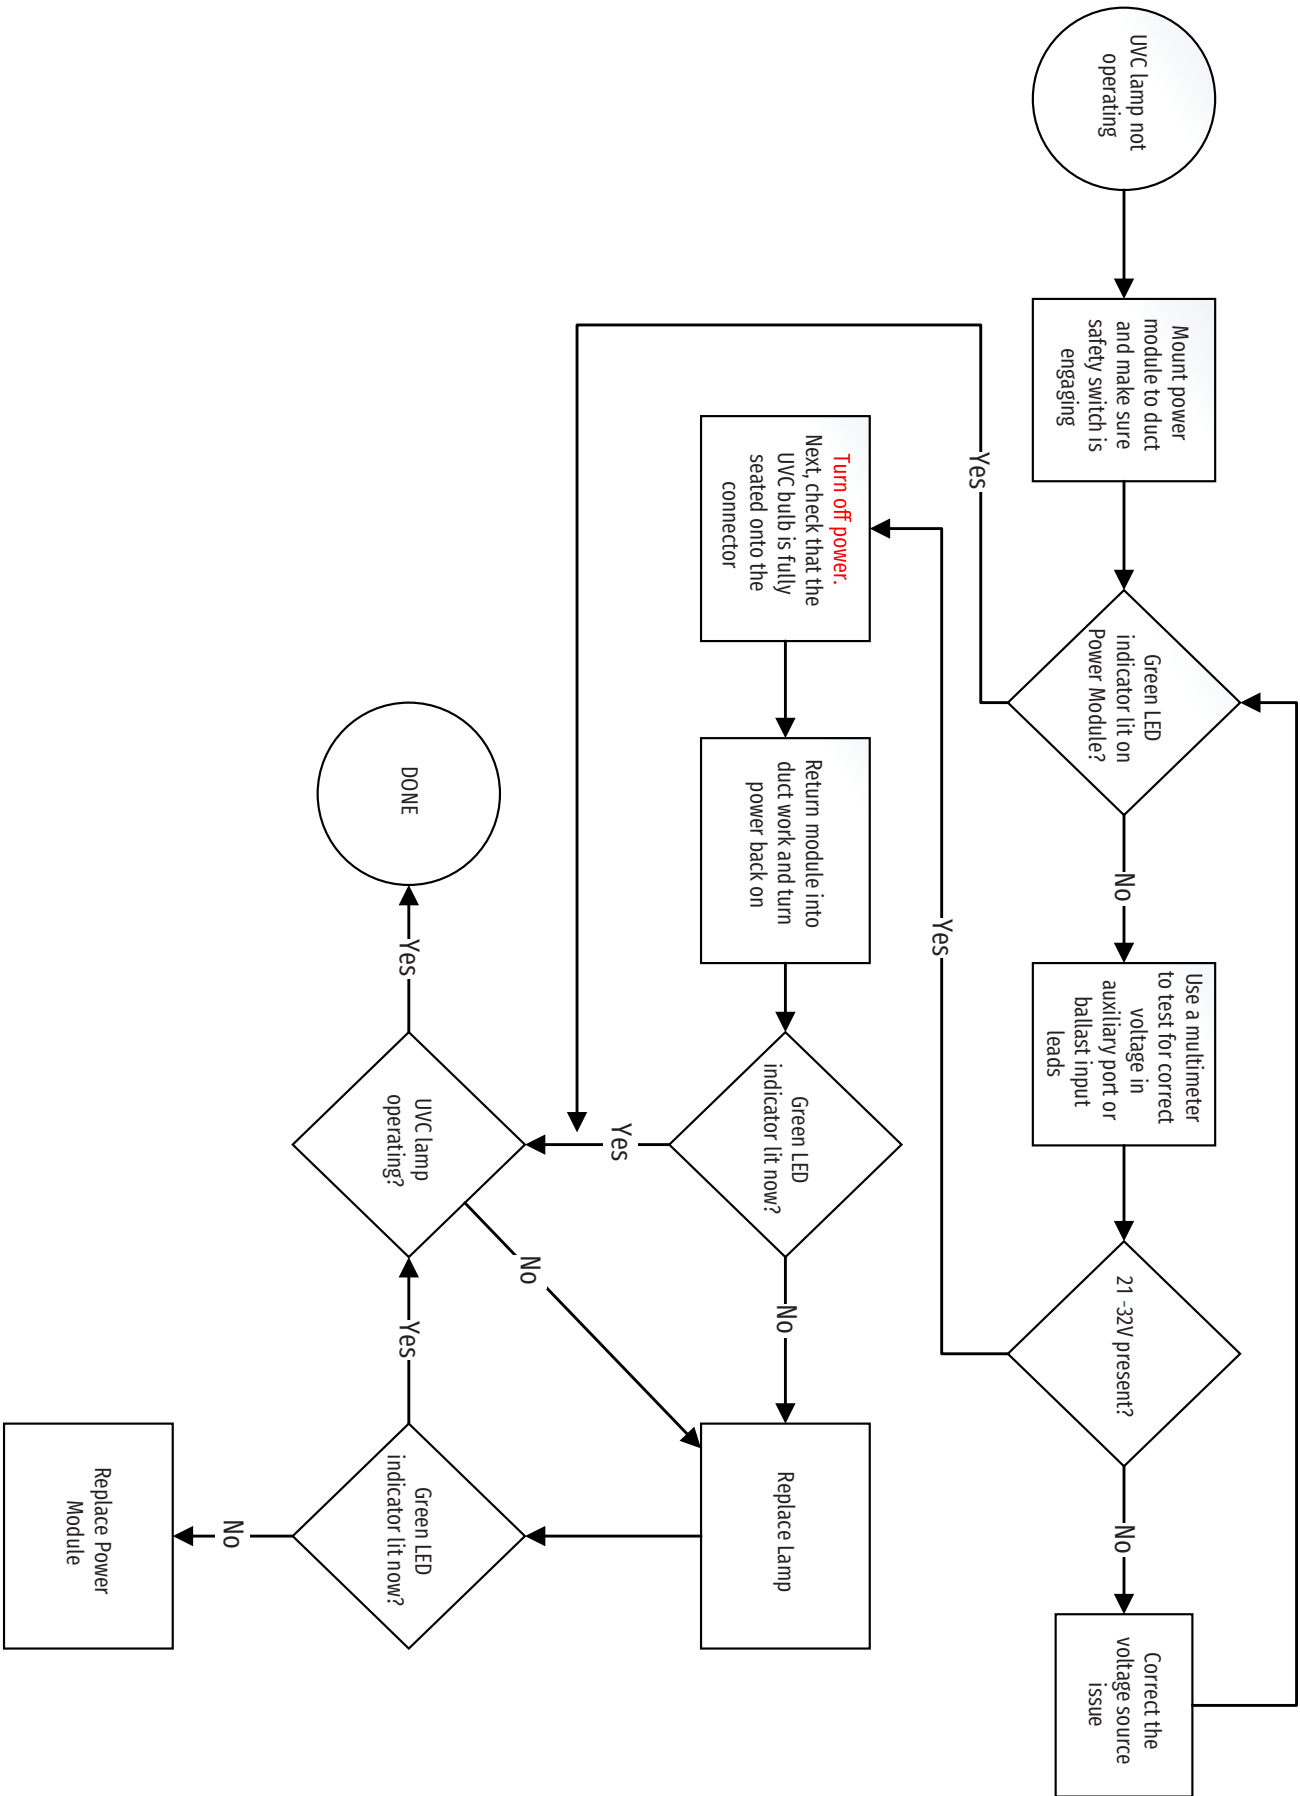 UVC lamp not
operating
Mount power
module to duct
and make sure
safety switch is
engaging
Green LED
indicator lit on
Power Module?
No
Use a multimeter
to test for correct
voltage in
auxiliary port or
ballast input
leads
21 -32V present?
No
Correct the
voltage source
issue
Yes
Yes
Turn off power.
Next, check that the
UVC bulb is fully
seated onto the
connector
Return module into
duct work and turn
power back on
Green LED
indicator lit now?
No
Replace Lamp
Yes
No
DONE
Yes
UVC lamp
operating?
Yes
Green LED
indicator lit now?
No
Replace Power
Module